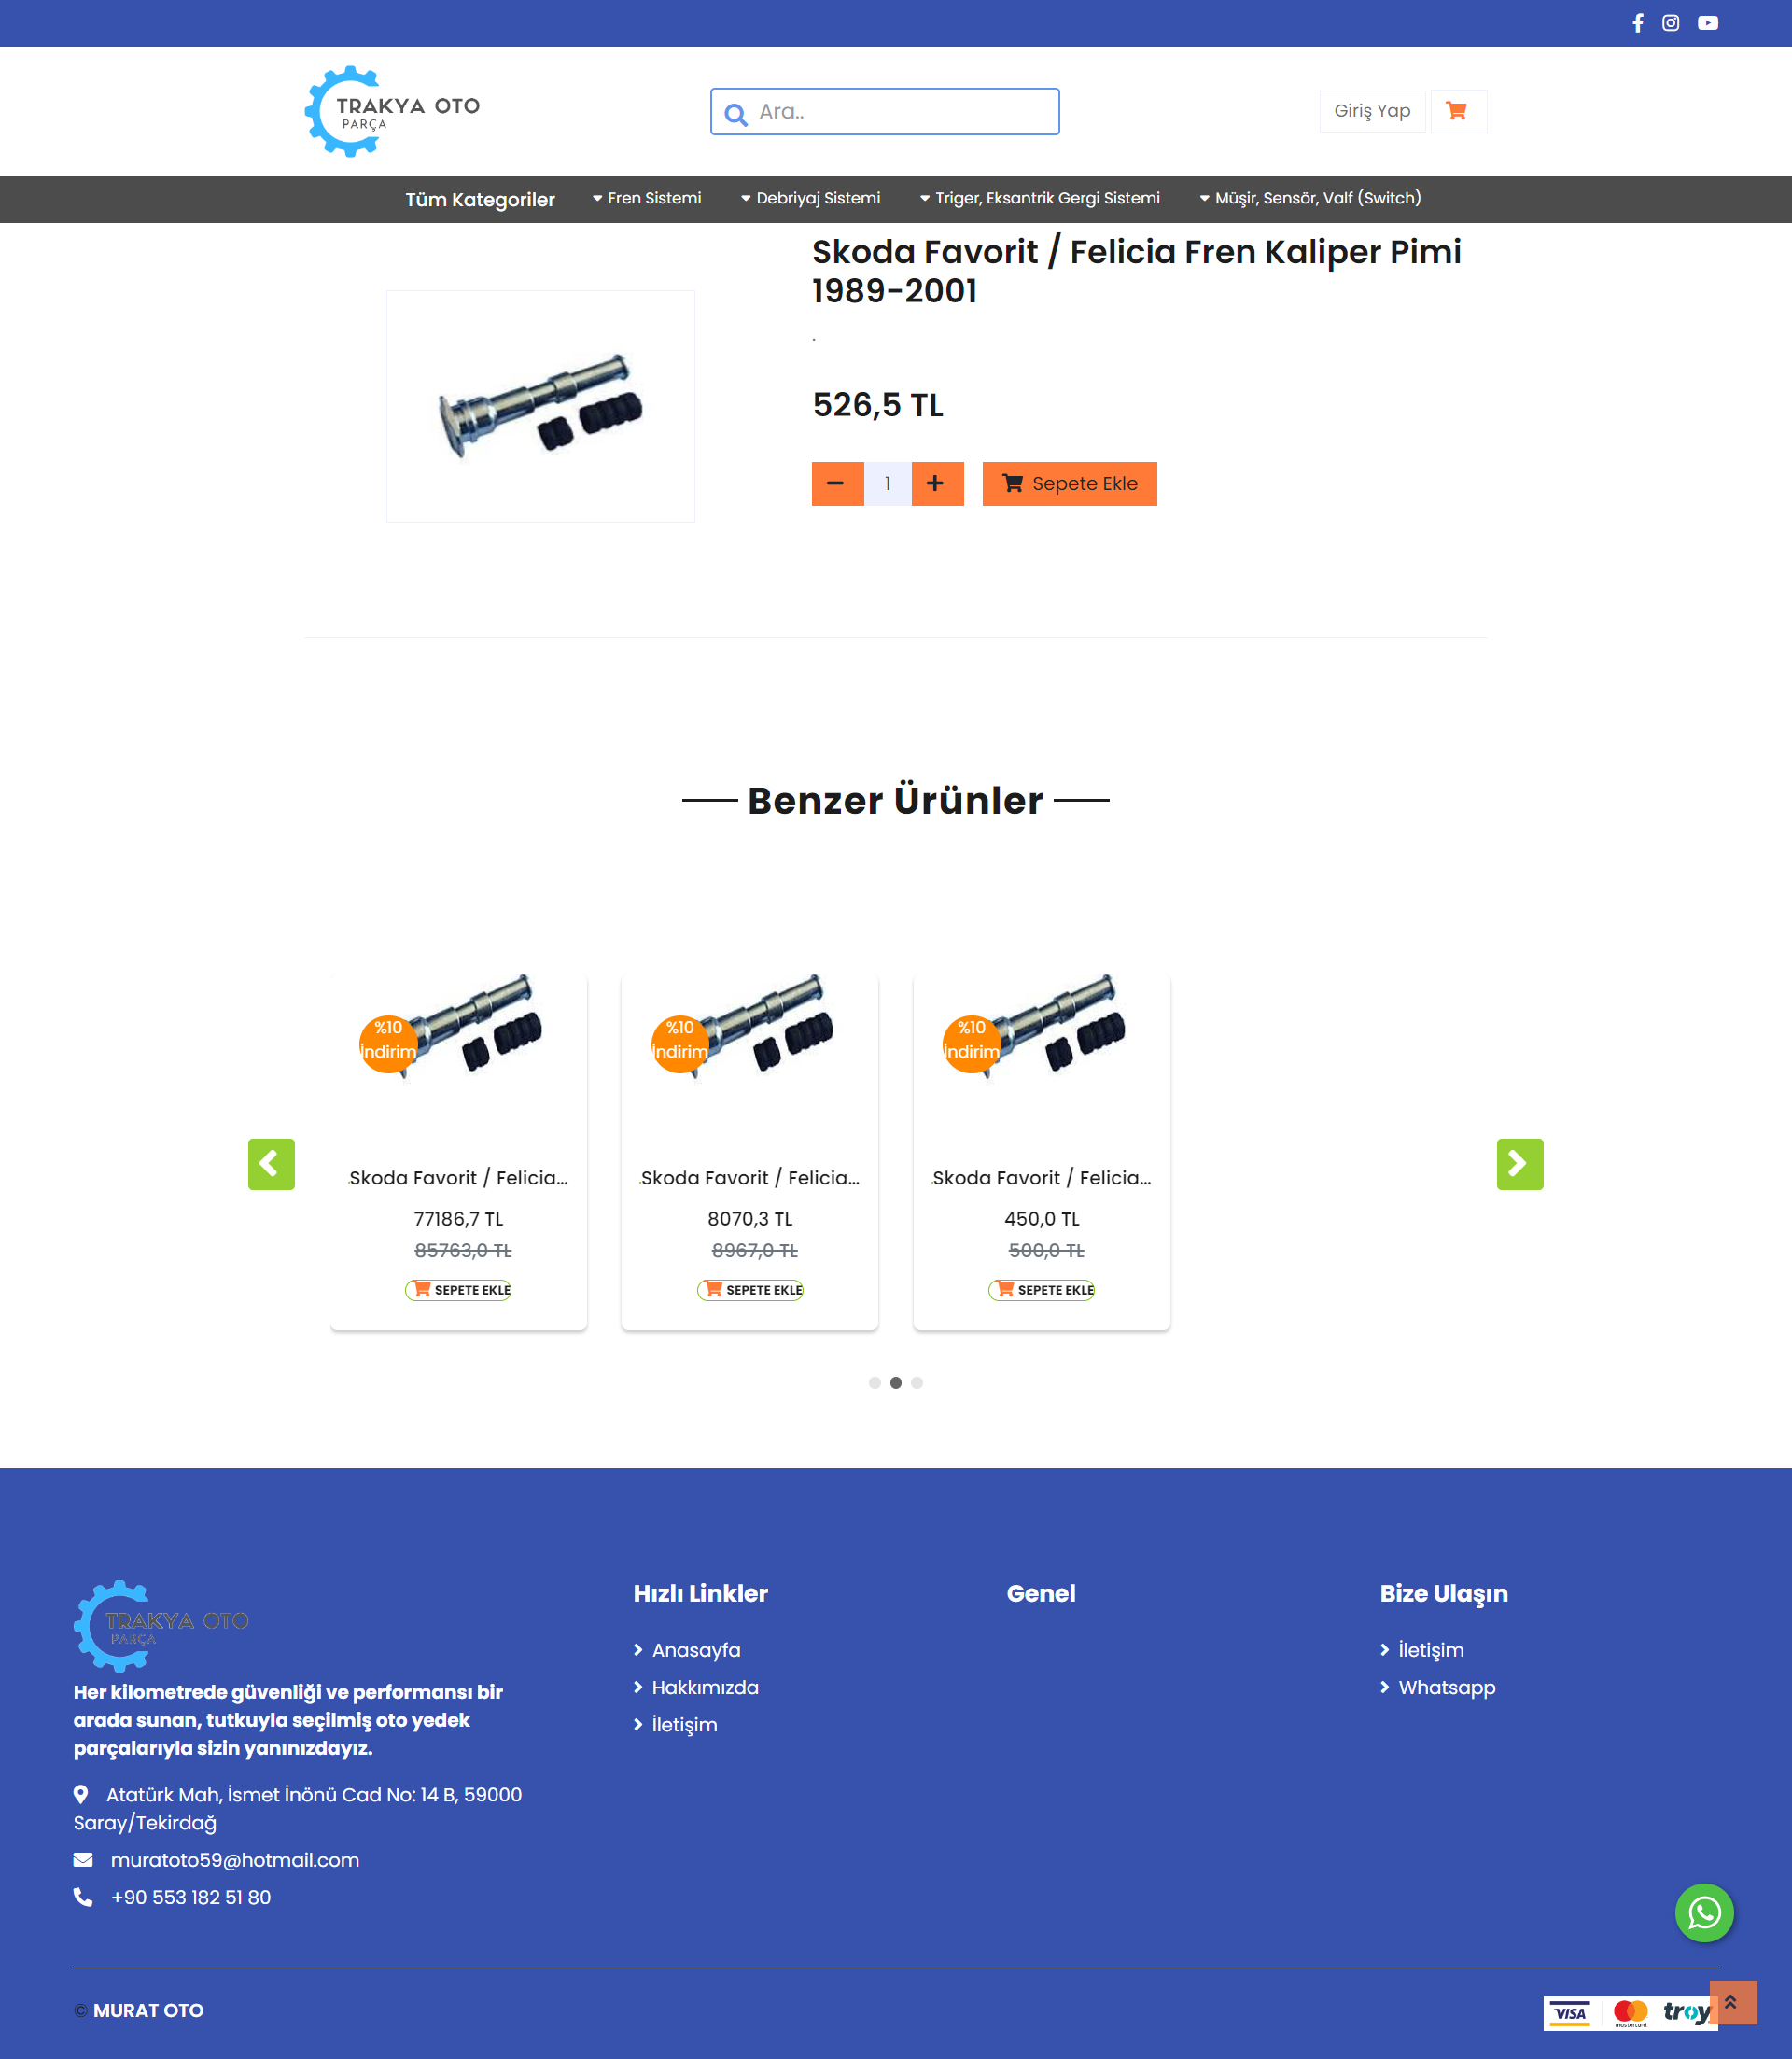 TRAKYA OTO
PARÇA
Ara..
Giriş Yap
Tüm Kategoriler
Fren Sistemi
Debriyaj Sistemi
Triger, Eksantrik Gergi Sistemi
Müşir, Sensör, Valf (Switch)
Skoda Favorit / Felicia Fren Kaliper Pimi
1989-2001
.
526,5 TL
1
Sepete Ekle
Benzer Ürünler
%10
İndirim
.Skoda Favorit / Felicia...
77186,7 TL
85763,0 TL
SEPETE EKLE
%10
İndirim
.Skoda Favorit / Felicia...
8070,3 TL
8967,0 TL
SEPETE EKLE
%10
İndirim
.Skoda Favorit / Felicia...
450,0 TL
500,0 TL
SEPETE EKLE
TRAKYA OTO
PARÇA
Her kilometrede güvenliği ve performansı bir
arada sunan, tutkuyla seçilmiş oto yedek
parçalarıyla sizin yanınızdayız.
Atatürk Mah, İsmet İnönü Cad No: 14 B, 59000
Saray/Tekirdağ
muratoto59@hotmail.com
+90 553 182 51 80
Hızlı Linkler
Anasayfa
Hakkımızda
İletişim
Genel
Bize Ulaşın
İletişim
Whatsapp
© MURAT OTO
VISA
mastercard
troy